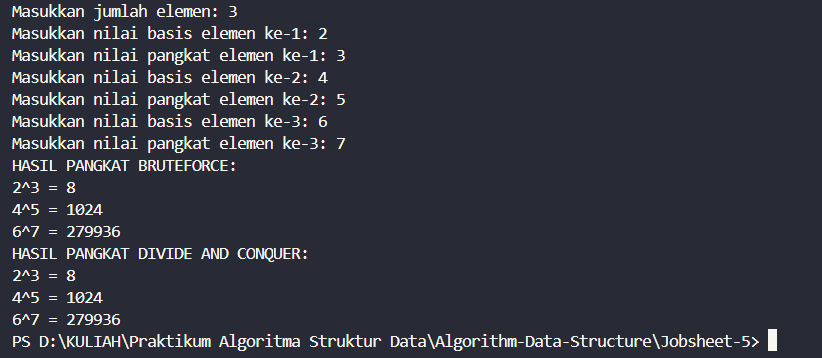 Masukkan jumlah elemen: 3
Masukkan nilai basis elemen ke-1: 2
Masukkan nilai pangkat elemen ke-1: 3
Masukkan nilai basis elemen ke-2: 4
Masukkan nilai pangkat elemen ke-2: 5
Masukkan nilai basis elemen ke-3: 6
Masukkan nilai pangkat elemen ke-3: 7
HASIL PANGKAT BRUTEFORCE:
2^3 = 8
4^5 = 1024
6^7 = 279936
HASIL PANGKAT DIVIDE AND CONQUER:
2^3 = 8
4^5 = 1024
6^7 = 279936
PS D:\KULIAH\Praktikum Algoritma Struktur Data\Algorithm-Data-Structure\Jobsheet-5>